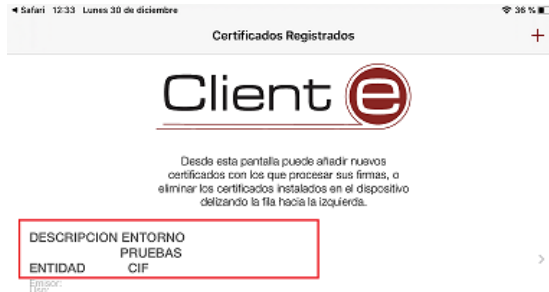 Safari 12:33 Lunes 30 de diciembre 36 %
Certificados Registrados
+
Client e
Desde esta pantalla puede añadir nuevos
certificados con los que procesar sus firmas, o
eliminar los certificados instalados en el dispositivo
delizando la fila hacia la izquierda.
DESCRIPCION ENTORNO
PRUEBAS
ENTIDAD CIF
Emisor: